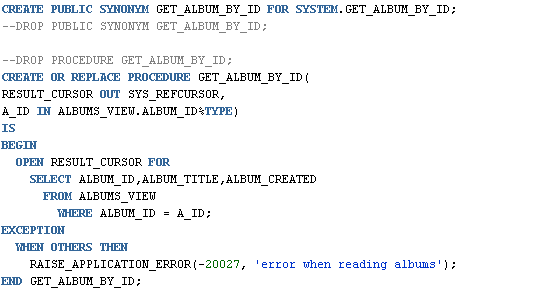 CREATE PUBLIC SYNONYM GET_ALBUM_BY_ID FOR SYSTEM.GET_ALBUM_BY_ID;
--DROP PUBLIC SYNONYM GET_ALBUM_BY_ID;
--DROP PROCEDURE GET_ALBUM_BY_ID;
CREATE OR REPLACE PROCEDURE GET_ALBUM_BY_ID(
RESULT_CURSOR OUT SYS_REFCURSOR,
A_ID IN ALBUMS_VIEW.ALBUM_ID%TYPE)
IS
BEGIN
  OPEN RESULT_CURSOR FOR
    SELECT ALBUM_ID,ALBUM_TITLE,ALBUM_CREATED
      FROM ALBUMS_VIEW
        WHERE ALBUM_ID = A_ID;
EXCEPTION
  WHEN OTHERS THEN
    RAISE_APPLICATION_ERROR(-20027, 'error when reading albums');
END GET_ALBUM_BY_ID;